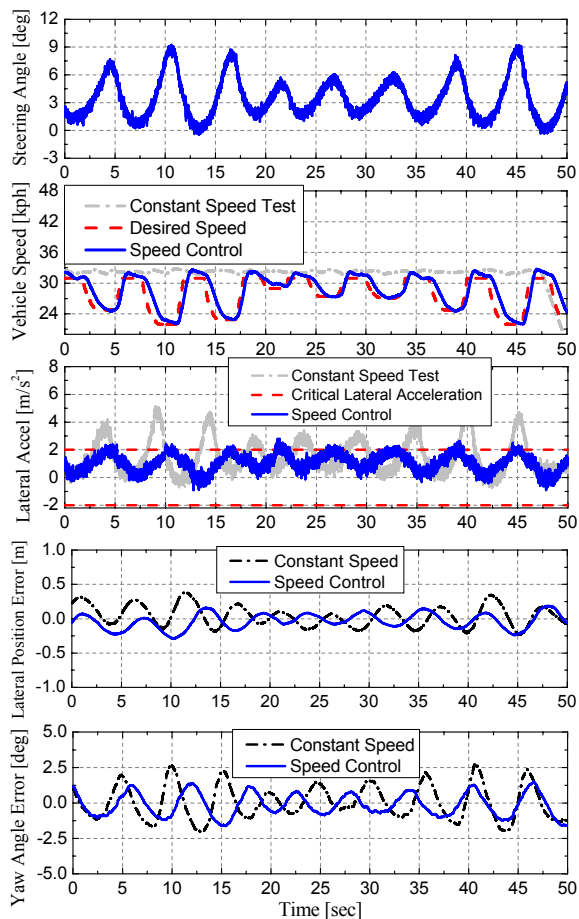 Steering Angle [deg]
12
9
6
3
0
-3
0 5 10 15 20 25 30 35 40 45 50
Vehicle Speed [kph]
48
42
36
30
24
Constant Speed Test
Desired Speed
Speed Control
0 5 10 15 20 25 30 35 40 45 50
Lateral Accel [m/s²]
8
6
4
2
0
-2
Constant Speed Test
Critical Lateral Acceleration
Speed Control
0 5 10 15 20 25 30 35 40 45 50
Lateral Position Error [m]
1.0
0.5
0.0
-0.5
-1.0
Constant Speed
Speed Control
0 5 10 15 20 25 30 35 40 45 50
Yaw Angle Error [deg]
5.0
2.5
0.0
-2.5
-5.0
Constant Speed
Speed Control
0 5 10 15 20 25 30 35 40 45 50
Time [sec]